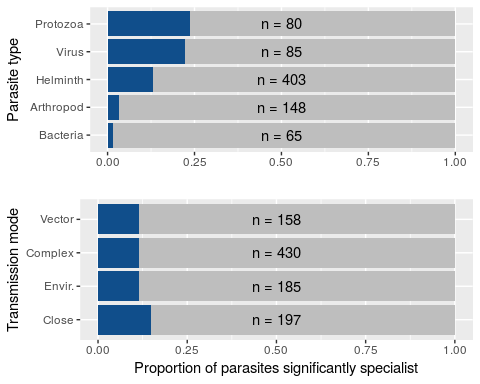 Parasite type
Protozoa
n = 80
Virus
n = 85
Helminth
n = 403
Arthropod
n = 148
Bacteria
n = 65
0.00 0.25 0.50 0.75 1.00
Transmission mode
Vector
n = 158
Complex
n = 430
Envir.
n = 185
Close
n = 197
0.00 0.25 0.50 0.75 1.00
Proportion of parasites significantly specialist